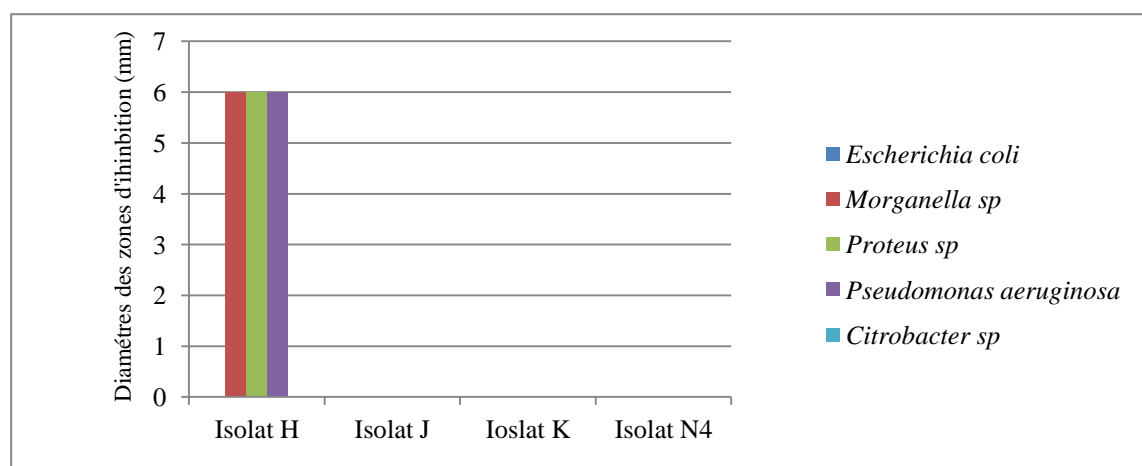 Diamétres des zones d'ihinbition (mm)
7
6
5
4
3
2
1
0
Isolat H
Isolat J
Ioslat K
Isolat N4
Escherichia coli
Morganella sp
Proteus sp
Pseudomonas aeruginosa
Citrobacter sp